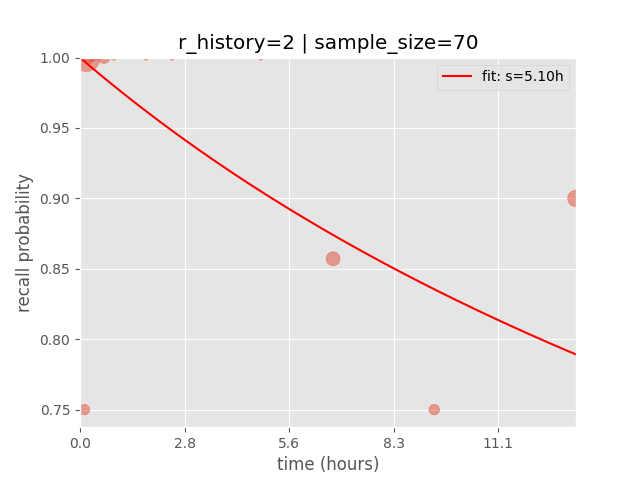 r_history=2 | sample_size=70
fit: s=5.10h
1.00
0.95
0.90
0.85
0.80
0.75
recall probability
0.0 2.8 5.6 8.3 11.1
time (hours)